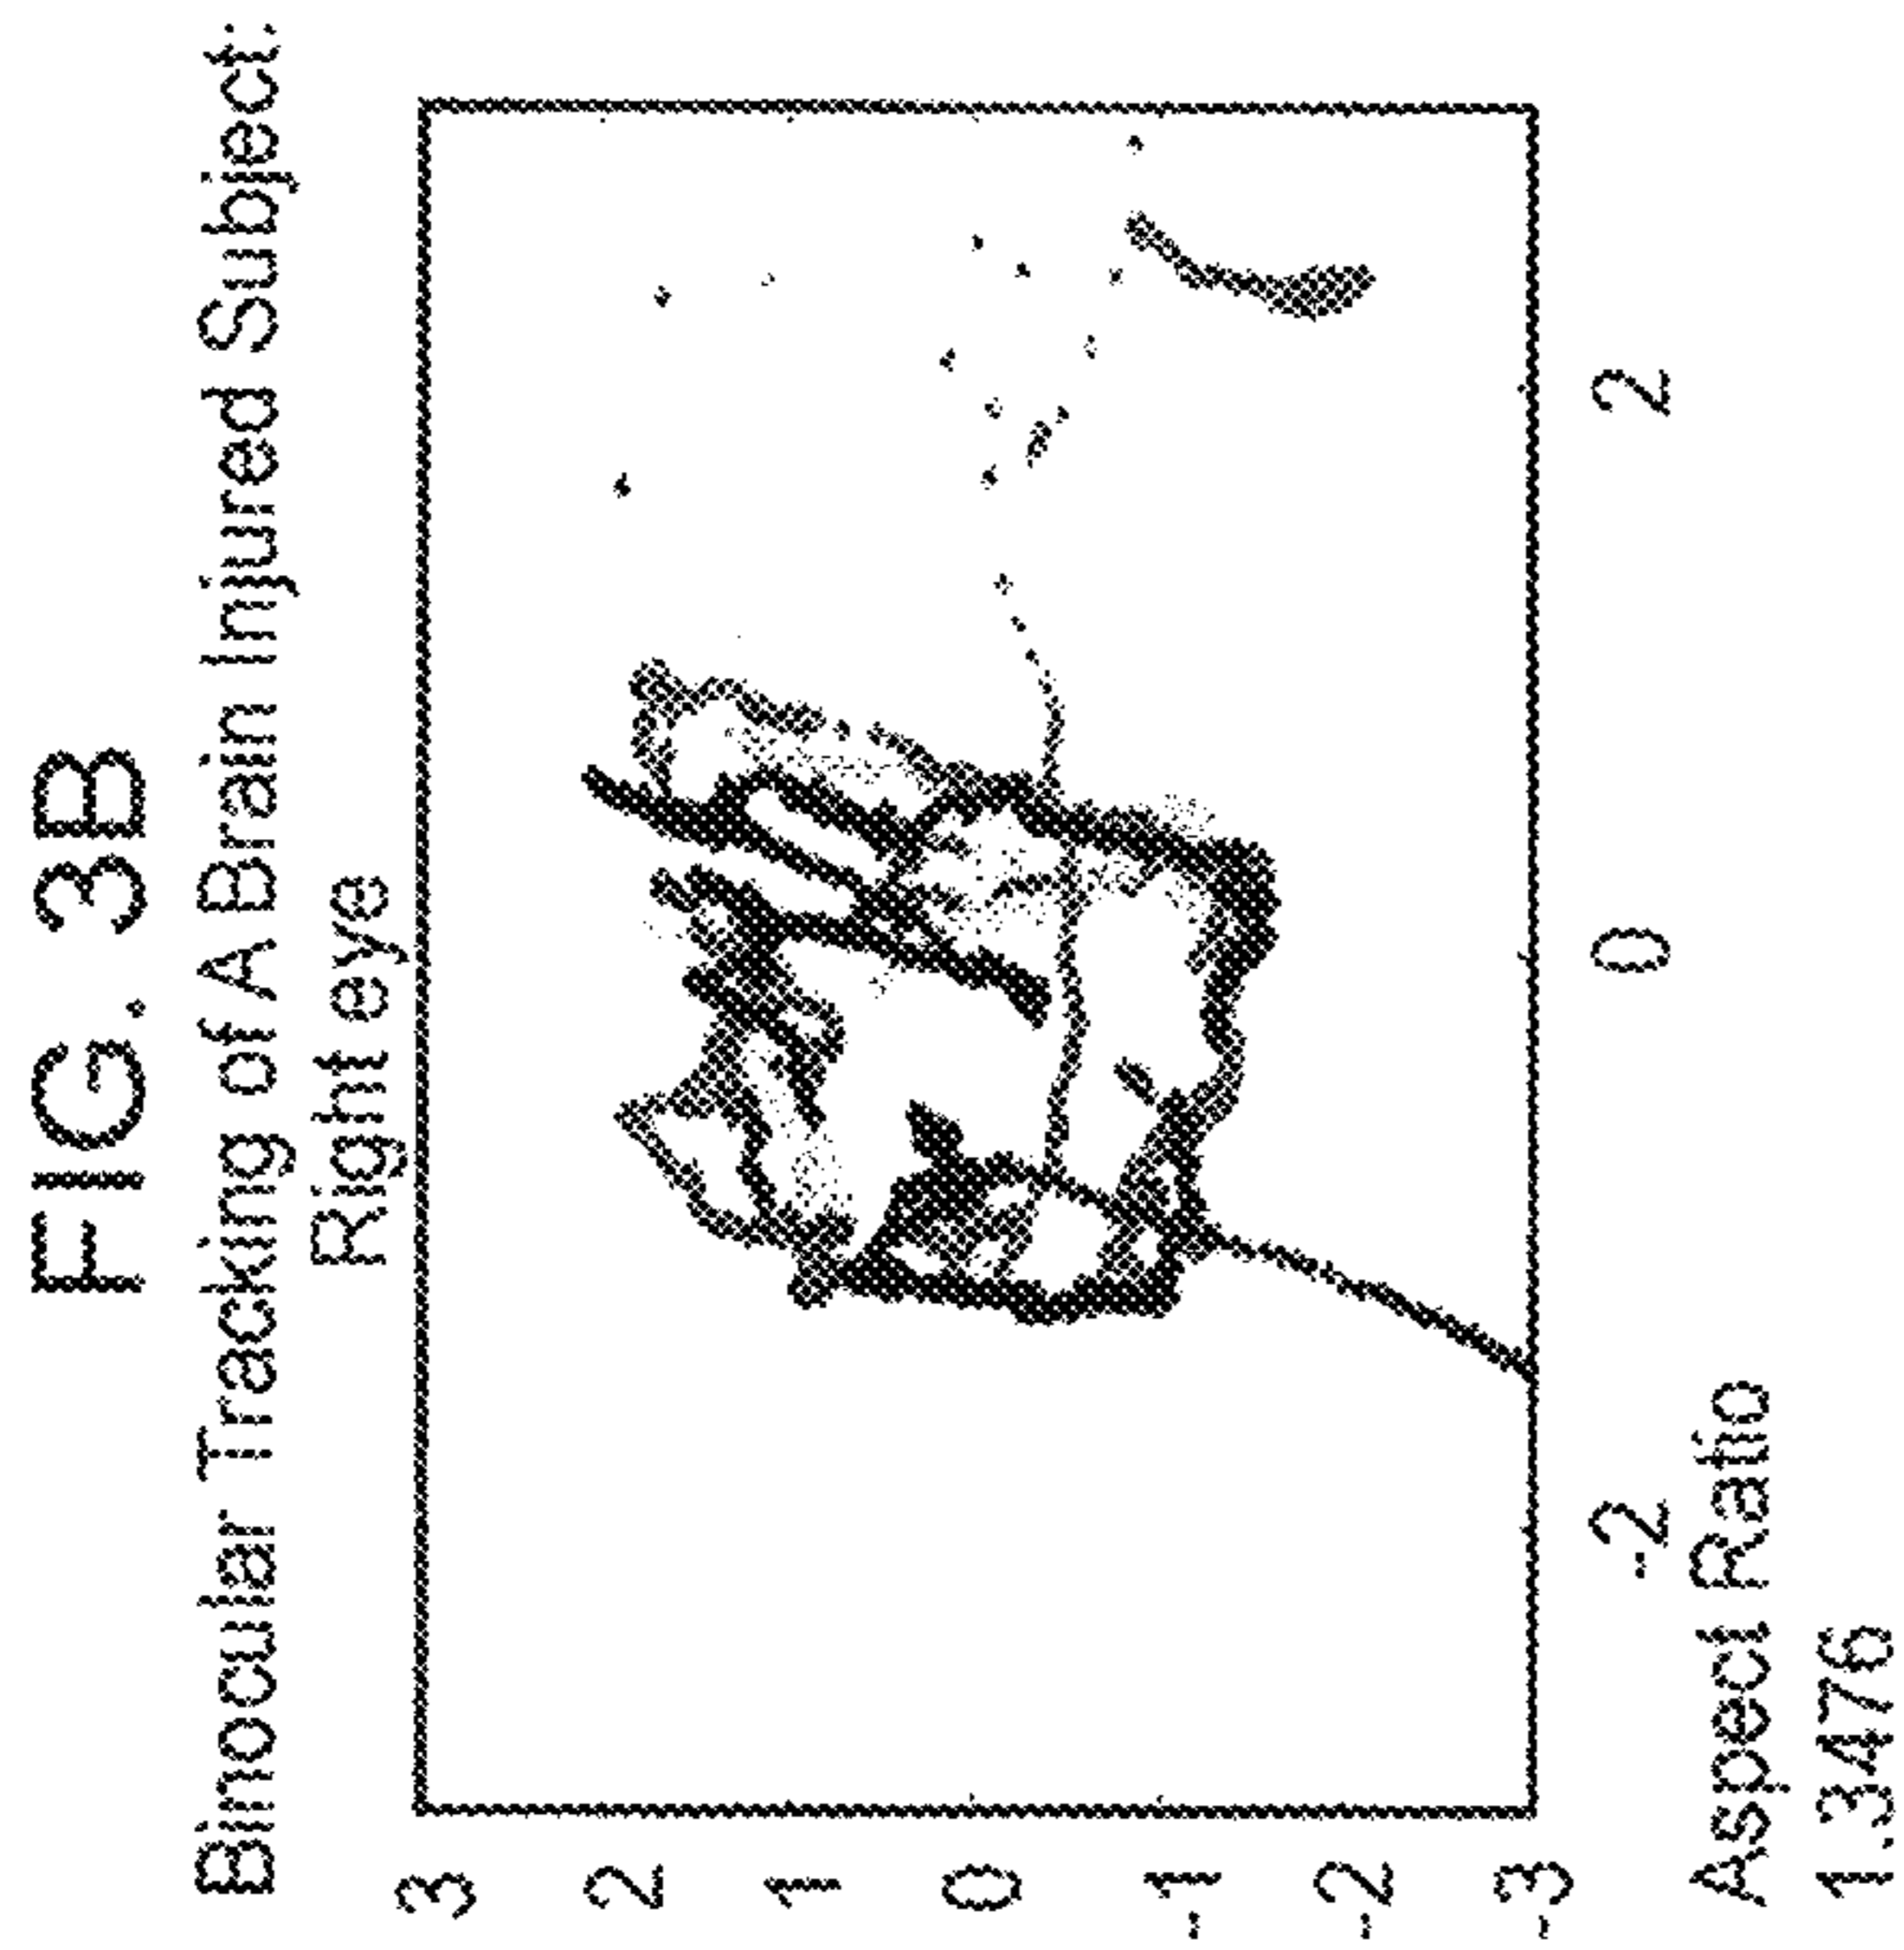 FIG. 3B
Binocular Tracking of A Brain Injured Subject:
Right eye
3
2
1
0
-1
-2
-3
-2
0
2
Aspect Ratio
1.3476